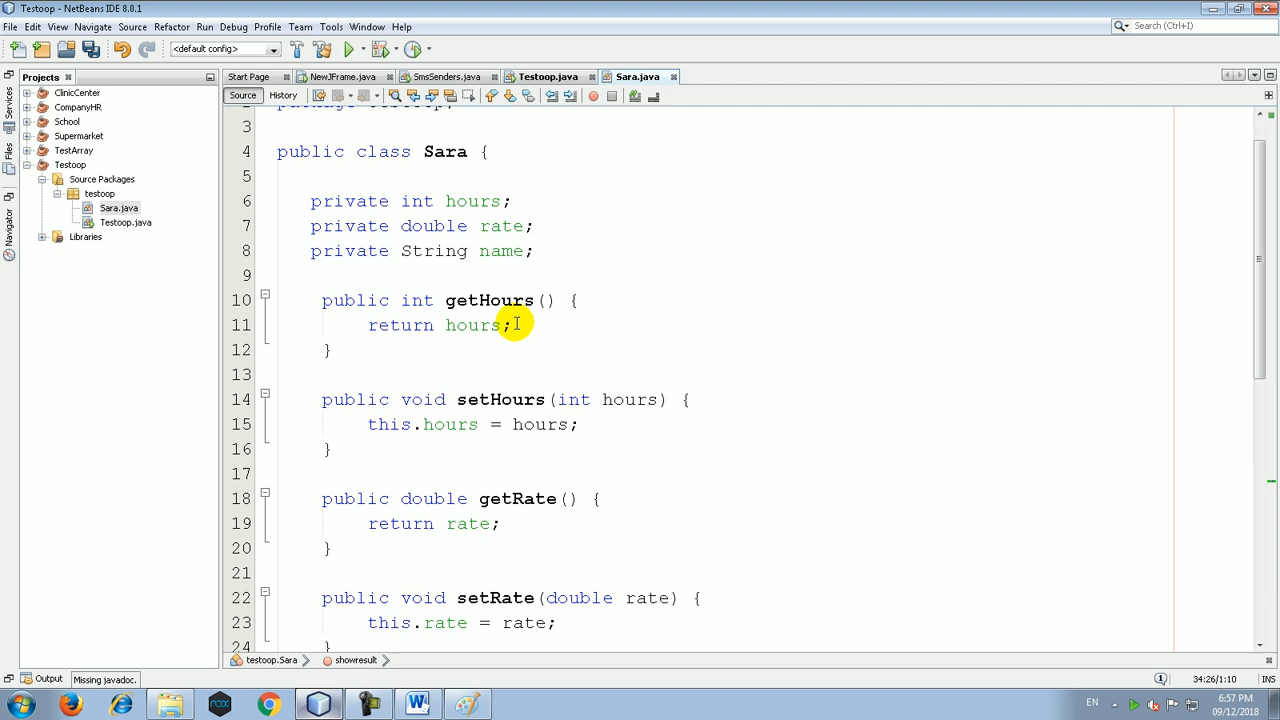 Testoop - NetBeans IDE 8.0.1
File Edit View Navigate Source Refactor Run Debug Profile Team Tools Window Help
Search (Ctrl+I)
<default config>
Projects
Start Page NewJFrame.java SmsSenders.java Testoop.java Sara.java
Source History
Services
Files
Navigator
ClinicCenter
CompanyHR
School
Supermarket
TestArray
Testoop
Source Packages
testoop
Sara.java
Testoop.java
Libraries
3
4 public class Sara {
5
6 private int hours;
7 private double rate;
8 private String name;
9
10 public int getHours() {
11 return hours;
12 }
13
14 public void setHours(int hours) {
15 this.hours = hours;
16 }
17
18 public double getRate() {
19 return rate;
20 }
21
22 public void setRate(double rate) {
23 this.rate = rate;
24 }
testoop.Sara showresult
Output Missing javadoc. 34:26/1:10 INS
nox
EN 6:57 PM
09/12/2018